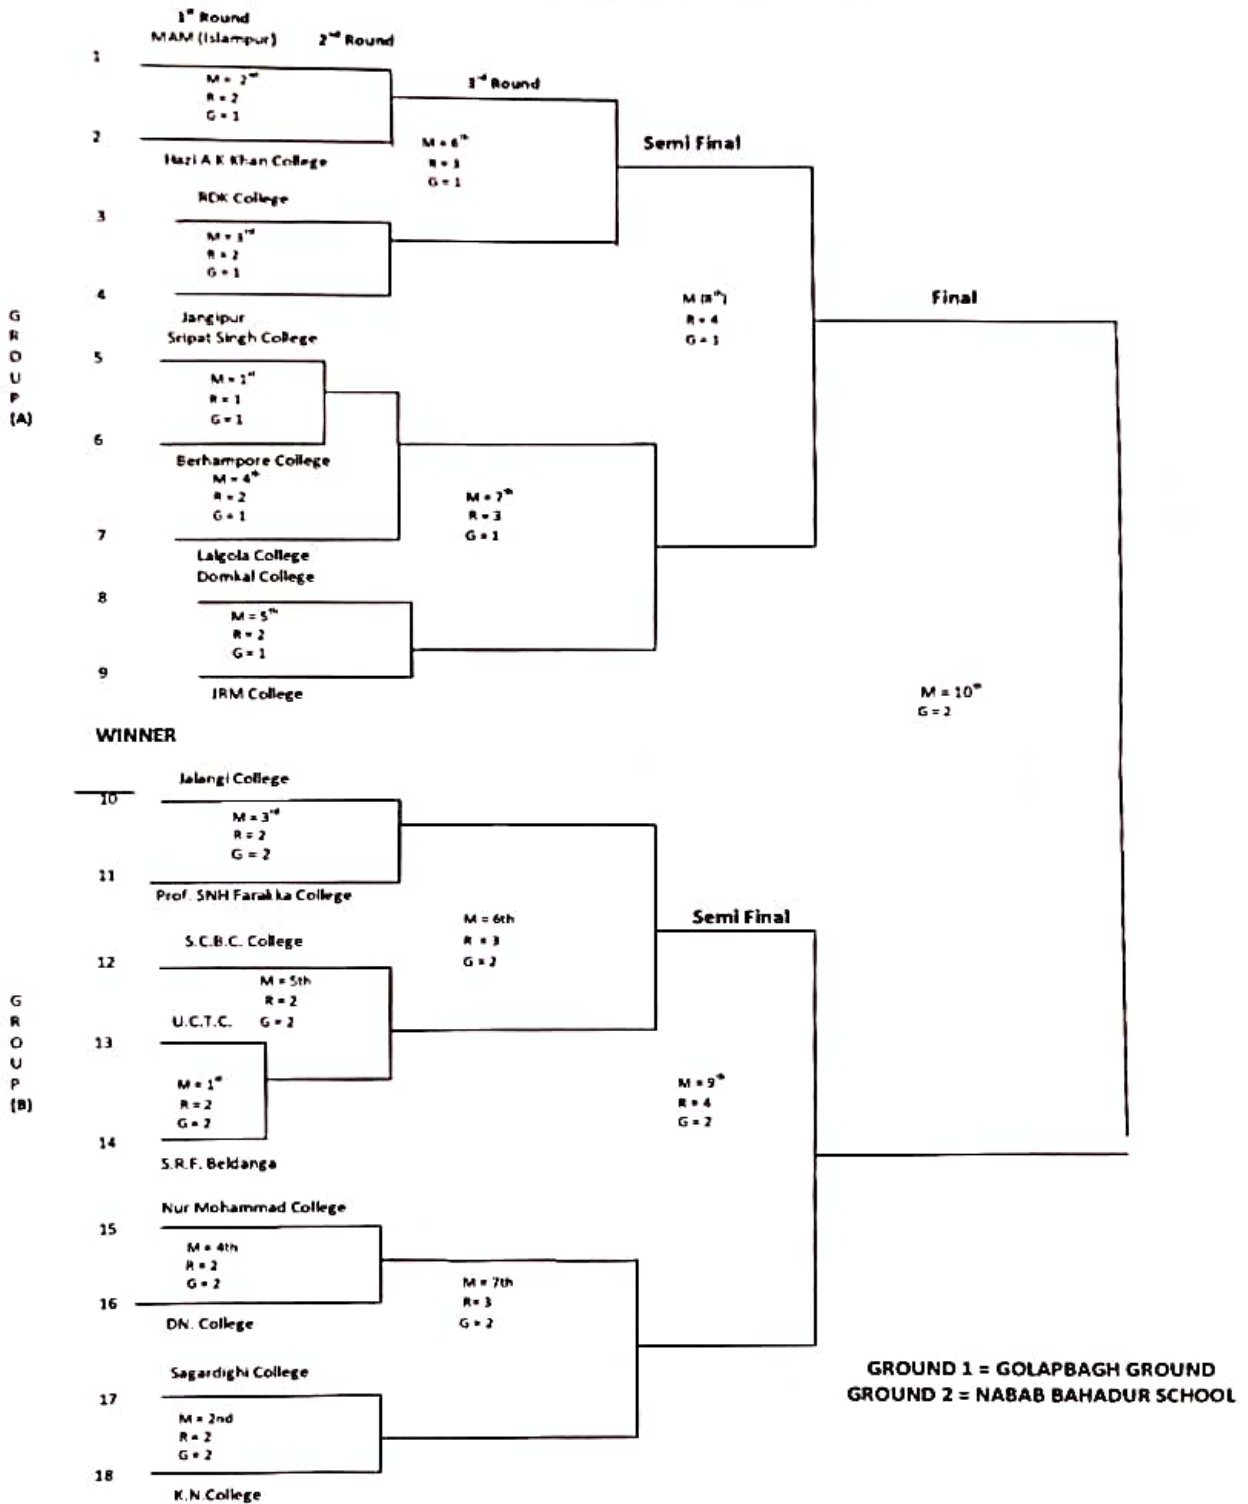 1st Round
MAM (Islampur)
2nd Round
1
M = 2nd
R = 2
G = 1
3rd Round
2
Hazi A K Khan College
M = 6th
R = 3
G = 1
Semi Final
RDK College
3
M = 3rd
R = 2
G = 1
4
Jangipur
M (8th)
R = 4
G = 1
Final
GROUP
(A)
Sripat Singh College
5
M = 1st
R = 1
G = 1
6
Berhampore College
M = 4th
R = 2
G = 1
7
Lalgola College
M = 7th
R = 3
G = 1
Domkal College
8
M = 5th
R = 2
G = 1
9
JRM College
M = 10th
G = 2
WINNER
Jalangi College
10
M = 3rd
R = 2
G = 2
11
Prof. SNH Farakka College
M = 6th
R = 3
G = 2
Semi Final
S.C.B.C. College
12
M = 5th
R = 2
G = 2
GROUP
(B)
U.C.T.C.
13
M = 1st
R = 2
G = 2
14
S.R.F. Beldanga
M = 9th
R = 4
G = 2
Nur Mohammad College
15
M = 4th
R = 2
G = 2
16
DN. College
M = 7th
R= 3
G = 2
Sagardighi College
17
M = 2nd
R = 2
G = 2
18
K.N.College
GROUND 1 = GOLAPBAGH GROUND
GROUND 2 = NABAB BAHADUR SCHOOL